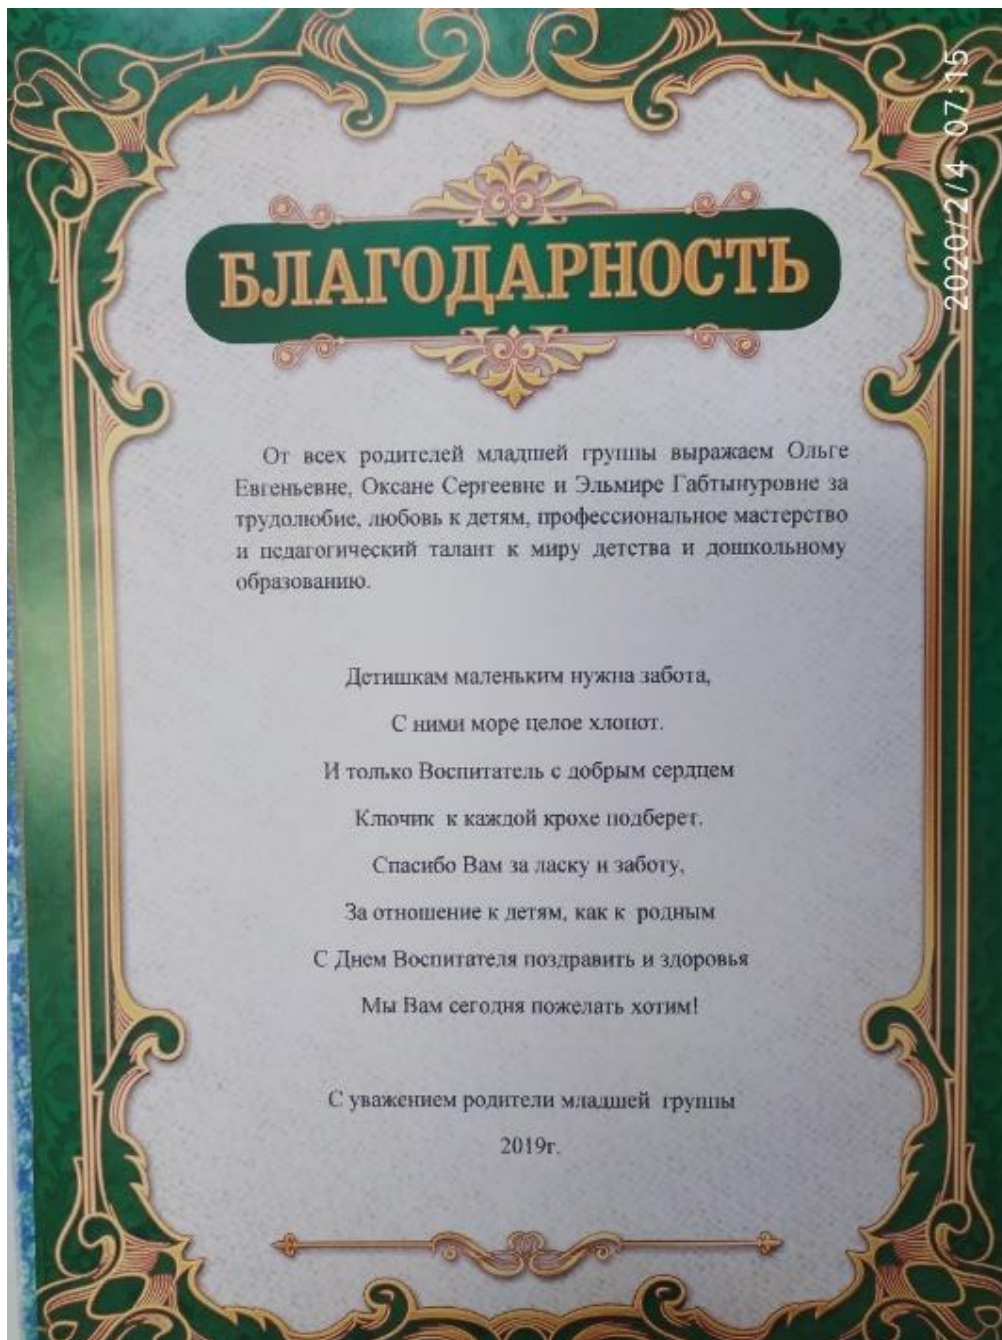 БЛАГОДАРНОСТЬ
2020/2/4 07:15
От всех родителей младшей группы выражаем Ольге
Евгеньевне, Оксане Сергеевне и Эльмире Габтынуровне за
трудолюбие, любовь к детям, профессиональное мастерство
и педагогический талант к миру детства и дошкольному
образованию.
Детишкам маленьким нужна забота,
С ними море целое хлопот.
И только Воспитатель с добрым сердцем
Ключик к каждой крохе подберет.
Спасибо Вам за ласку и заботу,
За отношение к детям, как к родным
С Днем Воспитателя поздравить и здоровья
Мы Вам сегодня пожелать хотим!
С уважением родители младшей группы
2019г.